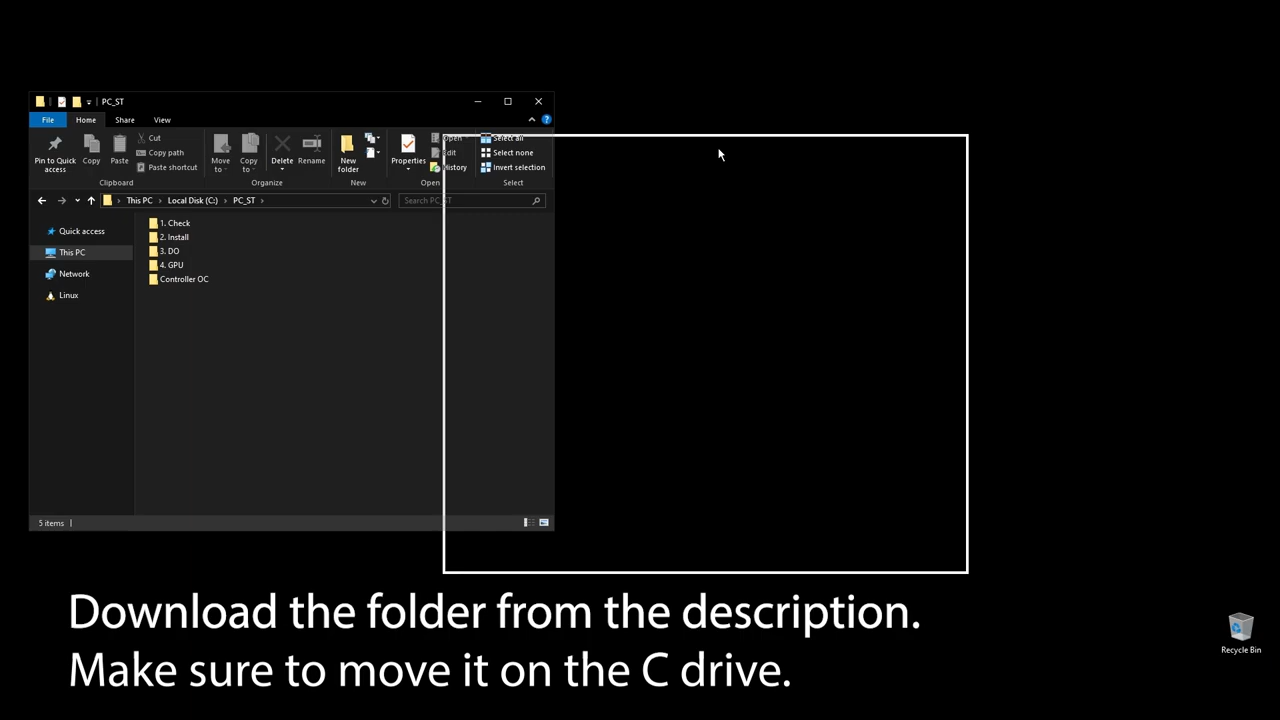 PC_ST
File Home Share View
Pin to Quick access
Copy
Paste
Cut
Copy path
Paste shortcut
Clipboard
Move to
Copy to
Delete
Rename
Organize
New folder
New
Properties
Open
Edit
History
Open
Select all
Select none
Invert selection
Select
This PC > Local Disk (C:) > PC_ST >
Search PC_ST
Quick access
This PC
Network
Linux
1. Check
2. Install
3. DO
4. GPU
Controller OC
5 items
Download the folder from the description.
Make sure to move it on the C drive.
Recycle Bin